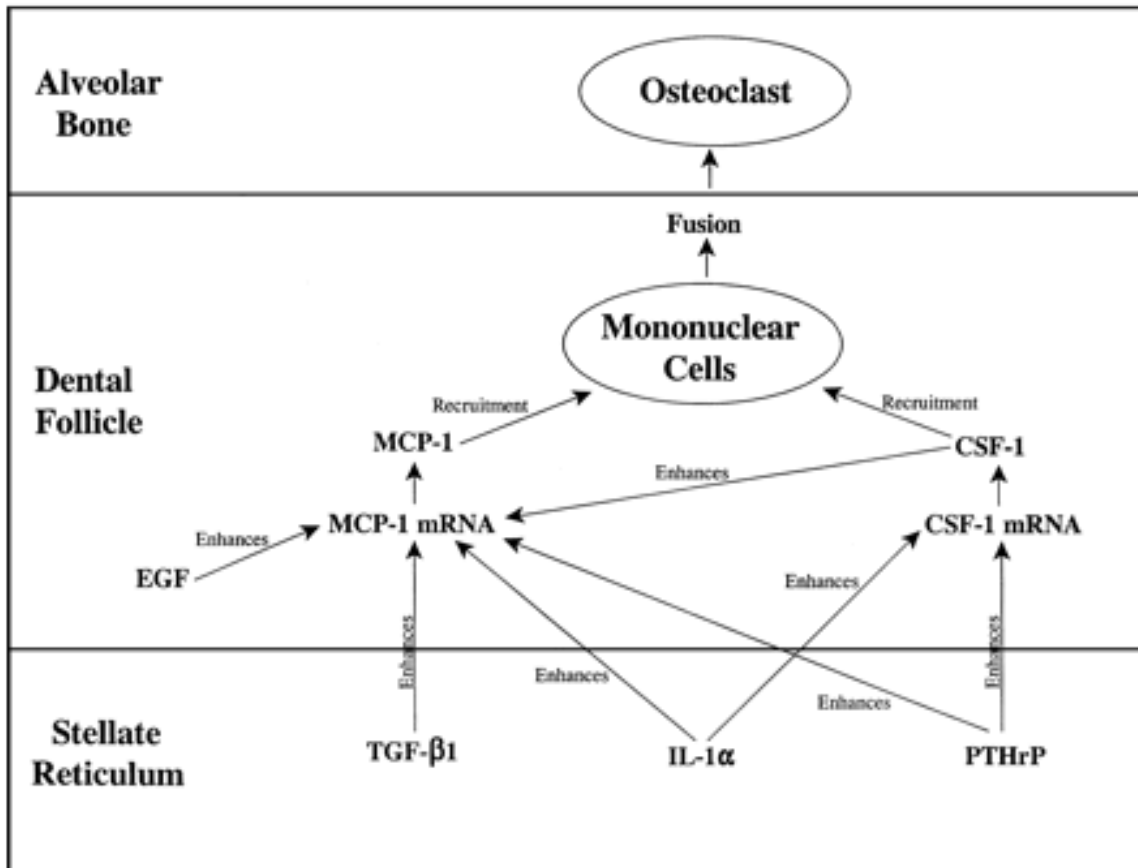 Alveolar
Bone
Osteoclast
Fusion
Mononuclear
Cells
Dental
Follicle
Recruitment
Recruitment
MCP-1
CSF-1
Enhances
MCP-1 mRNA
CSF-1 mRNA
Enhances
EGF
Enhances
Enhances
Enhances
Enhances
Enhances
Stellate
Reticulum
TGF-β1
IL-1α
PTHrP